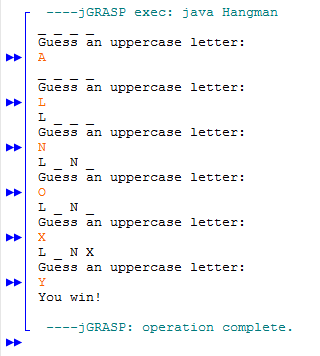 ----jGRASP exec: java Hangman
_ _ _ _
Guess an uppercase letter:
A
_ _ _ _
Guess an uppercase letter:
L
L _ _ _
Guess an uppercase letter:
N
L _ N _
Guess an uppercase letter:
O
L _ N _
Guess an uppercase letter:
X
L _ N X
Guess an uppercase letter:
Y
You win!
----jGRASP: operation complete.